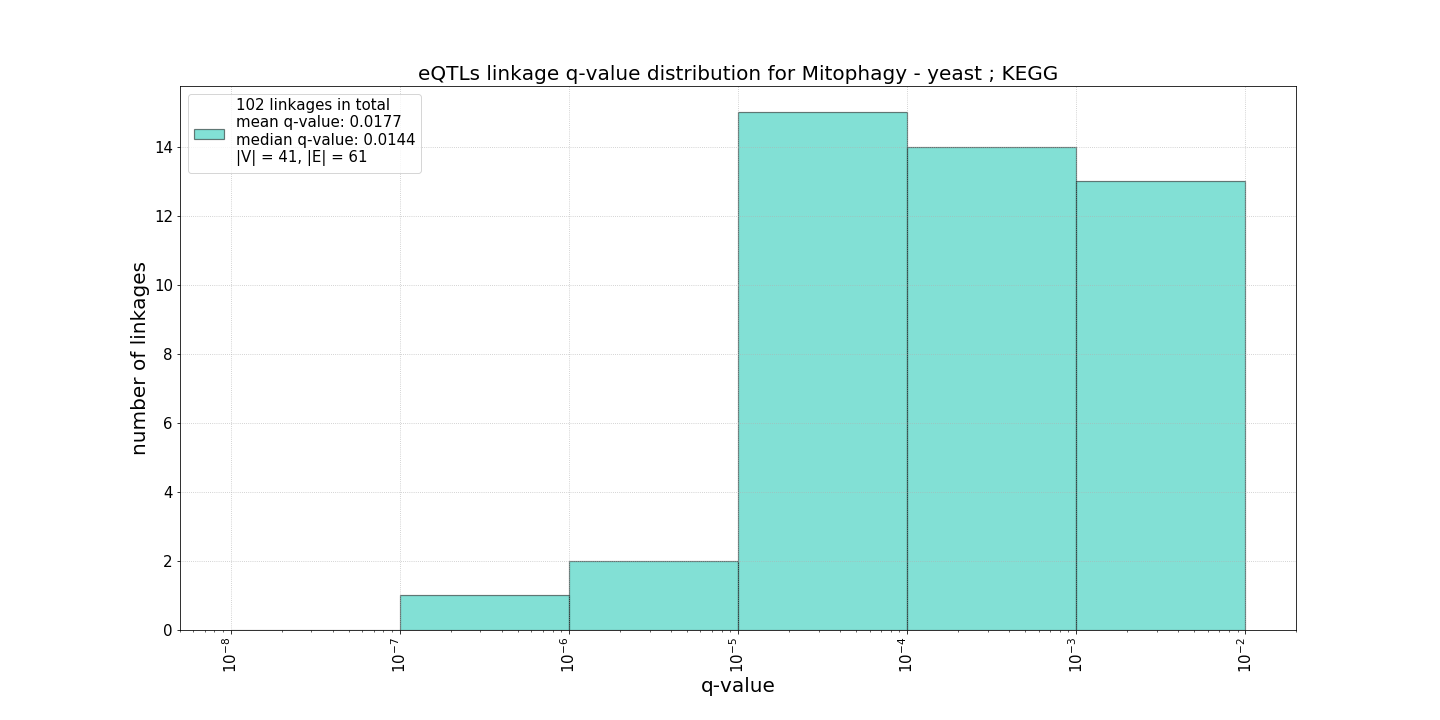 eQTLs linkage q-value distribution for Mitophagy - yeast ; KEGG
102 linkages in total
mean q-value: 0.0177
median q-value: 0.0144
|V| = 41, |E| = 61
number of linkages
14
12
10
8
6
4
2
0
10⁻⁸
10⁻⁷
10⁻⁶
10⁻⁵
10⁻⁴
10⁻³
10⁻²
q-value